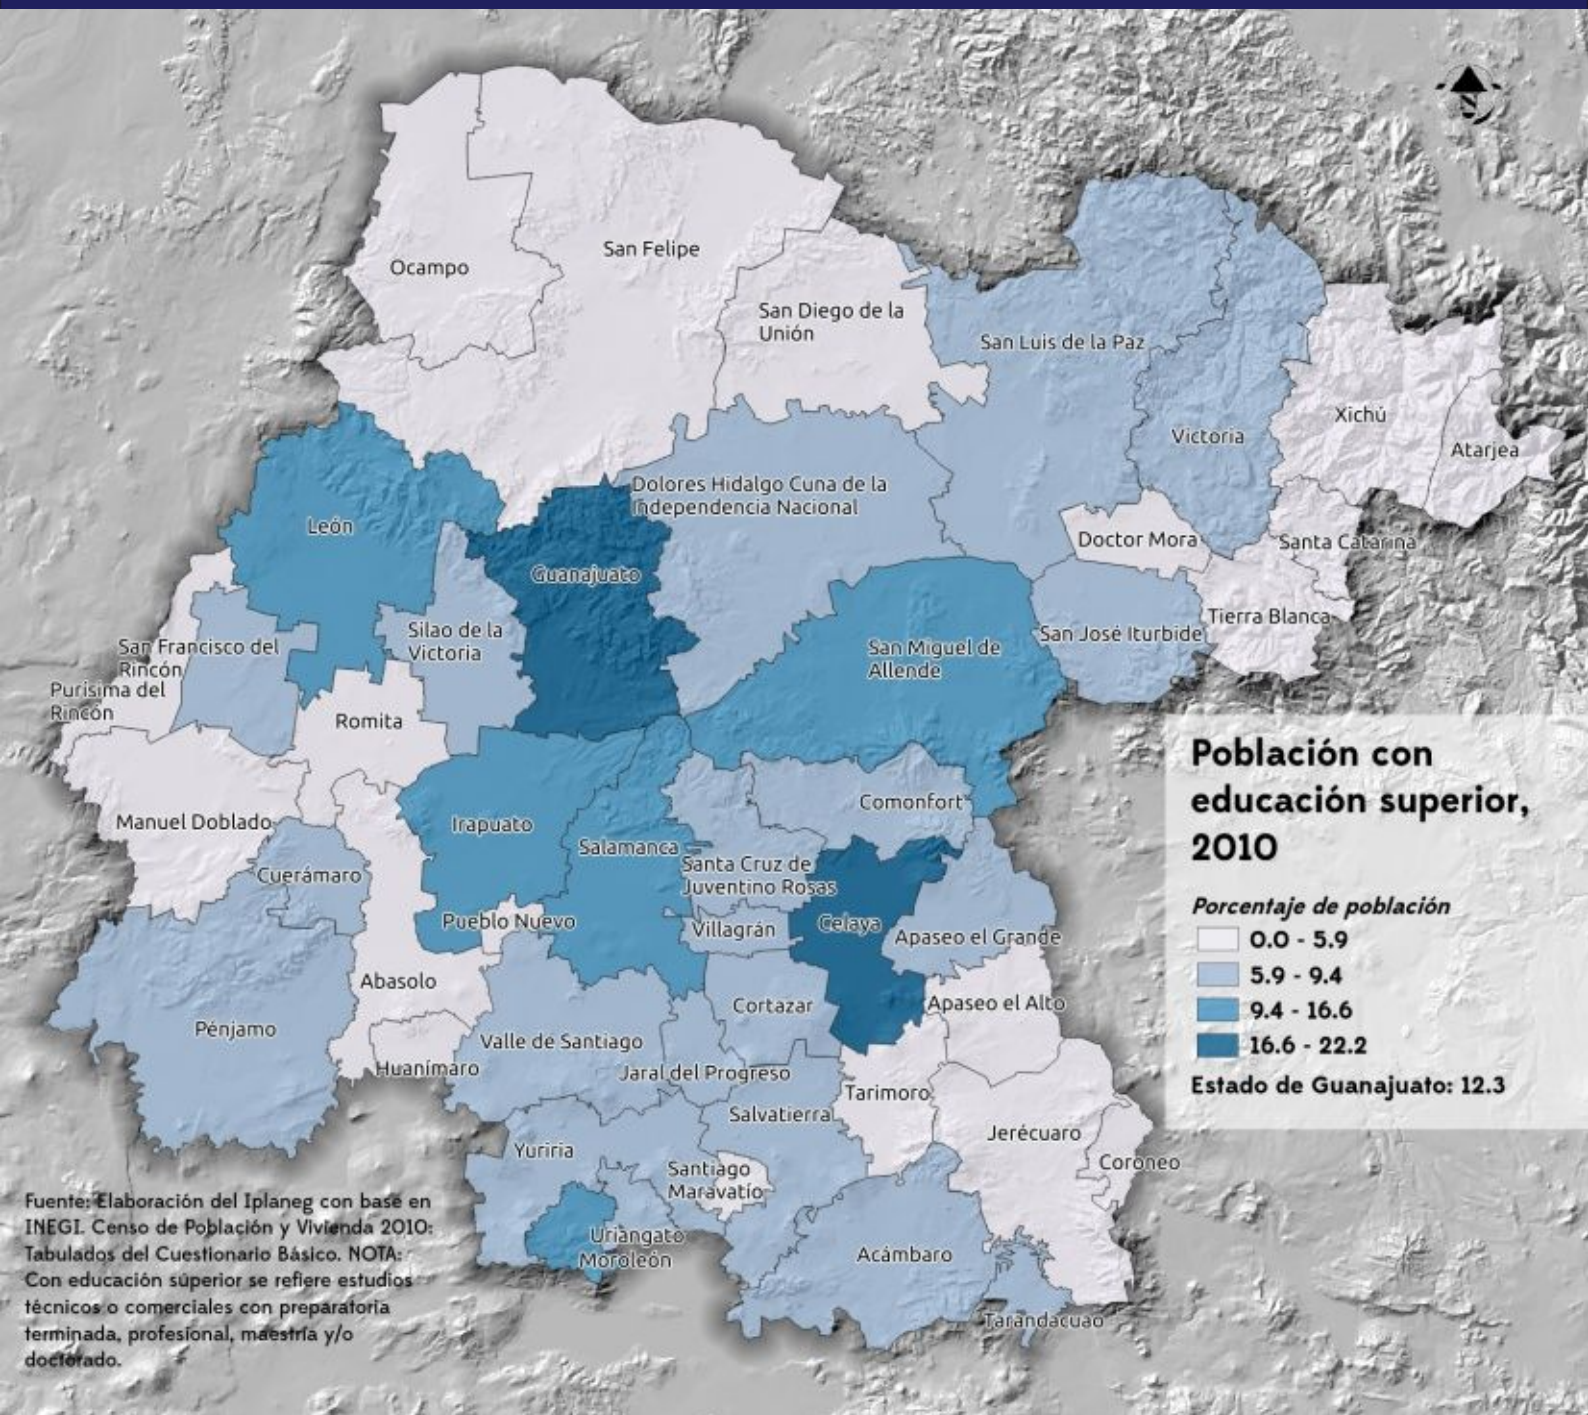 Ocampo
San Felipe
San Diego de la
Unión
San Luis de la Paz
Victoria
Xichú
Atarjea
León
Dolores Hidalgo Cuna de la
Independencia Nacional
Guanajuato
Doctor Mora
Santa Catarina
Tierra Blanca
San José Iturbide
San Miguel de
Allende
Silao de la
Victoria
San Francisco del
Rincón
Purísima del
Rincón
Romita
Manuel Doblado
Irapuato
Salamanca
Comonfort
Santa Cruz de
Juventino Rosas
Cuerámaro
Pueblo Nuevo
Villagrán
Celaya
Apaseo el Grande
Abasolo
Cortazar
Apaseo el Alto
Pénjamo
Valle de Santiago
Huanímaro
Jaral del Progreso
Tarimoro
Salvatierra
Jerécuaro
Yuriria
Santiago
Maravatío
Coroneo
Uriangato
Moroleón
Acámbaro
Tarandacuao
Población con
educación superior,
2010
Porcentaje de población
0.0 - 5.9
5.9 - 9.4
9.4 - 16.6
16.6 - 22.2
Estado de Guanajuato: 12.3
Fuente: Elaboración del Iplaneg con base en
INEGI. Censo de Población y Vivienda 2010:
Tabulados del Cuestionario Básico. NOTA:
Con educación súperior se refiere estudios
técnicos o comerciales con preparatoria
terminada, profesional, maestría y/o
doctorado.
N